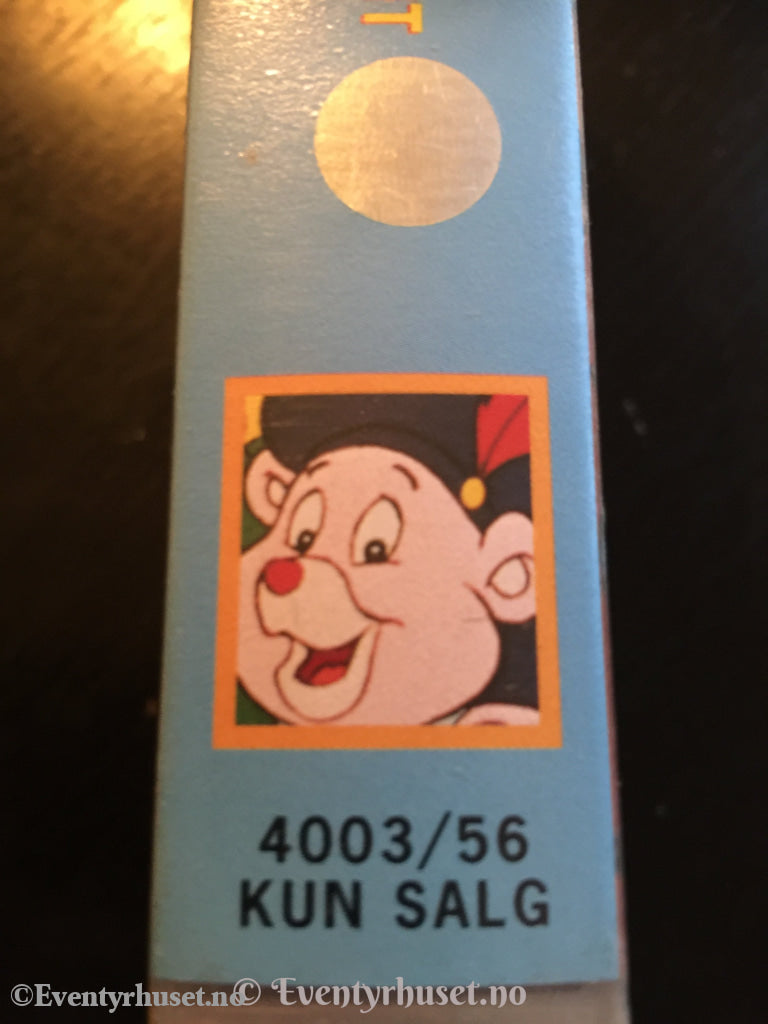 T
4003/56
KUN SALG
©Eventyrhuset.no
© Eventyrhuset.no